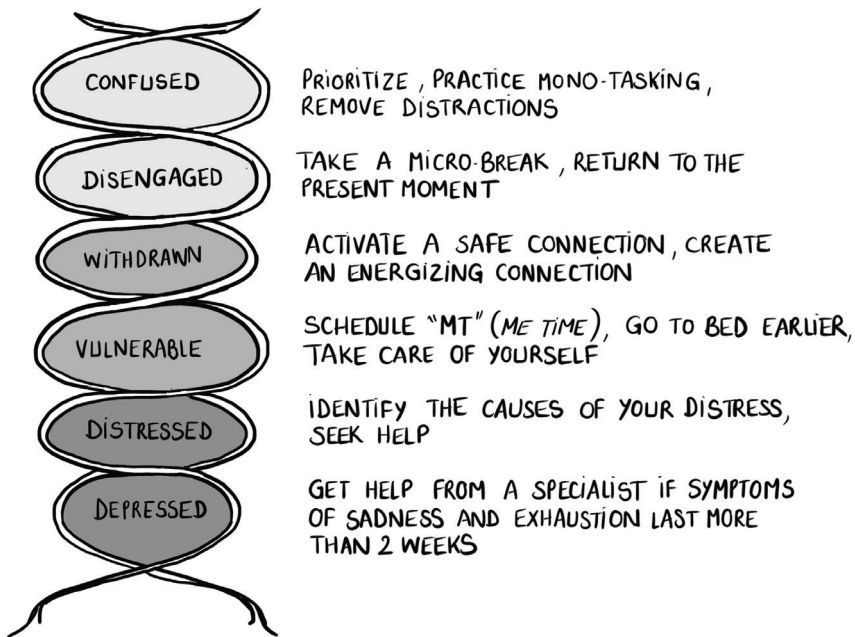 CONFUSED
PRIORITIZE, PRACTICE MONO-TASKING,
REMOVE DISTRACTIONS
DISENGAGED
TAKE A MICRO-BREAK, RETURN TO THE
PRESENT MOMENT
WITHDRAWN
ACTIVATE A SAFE CONNECTION, CREATE
AN ENERGIZING CONNECTION
VULNERABLE
SCHEDULE "MT" (ME TIME), GO TO BED EARLIER,
TAKE CARE OF YOURSELF
DISTRESSED
IDENTIFY THE CAUSES OF YOUR DISTRESS,
SEEK HELP
DEPRESSED
GET HELP FROM A SPECIALIST IF SYMPTOMS
OF SADNESS AND EXHAUSTION LAST MORE
THAN 2 WEEKS